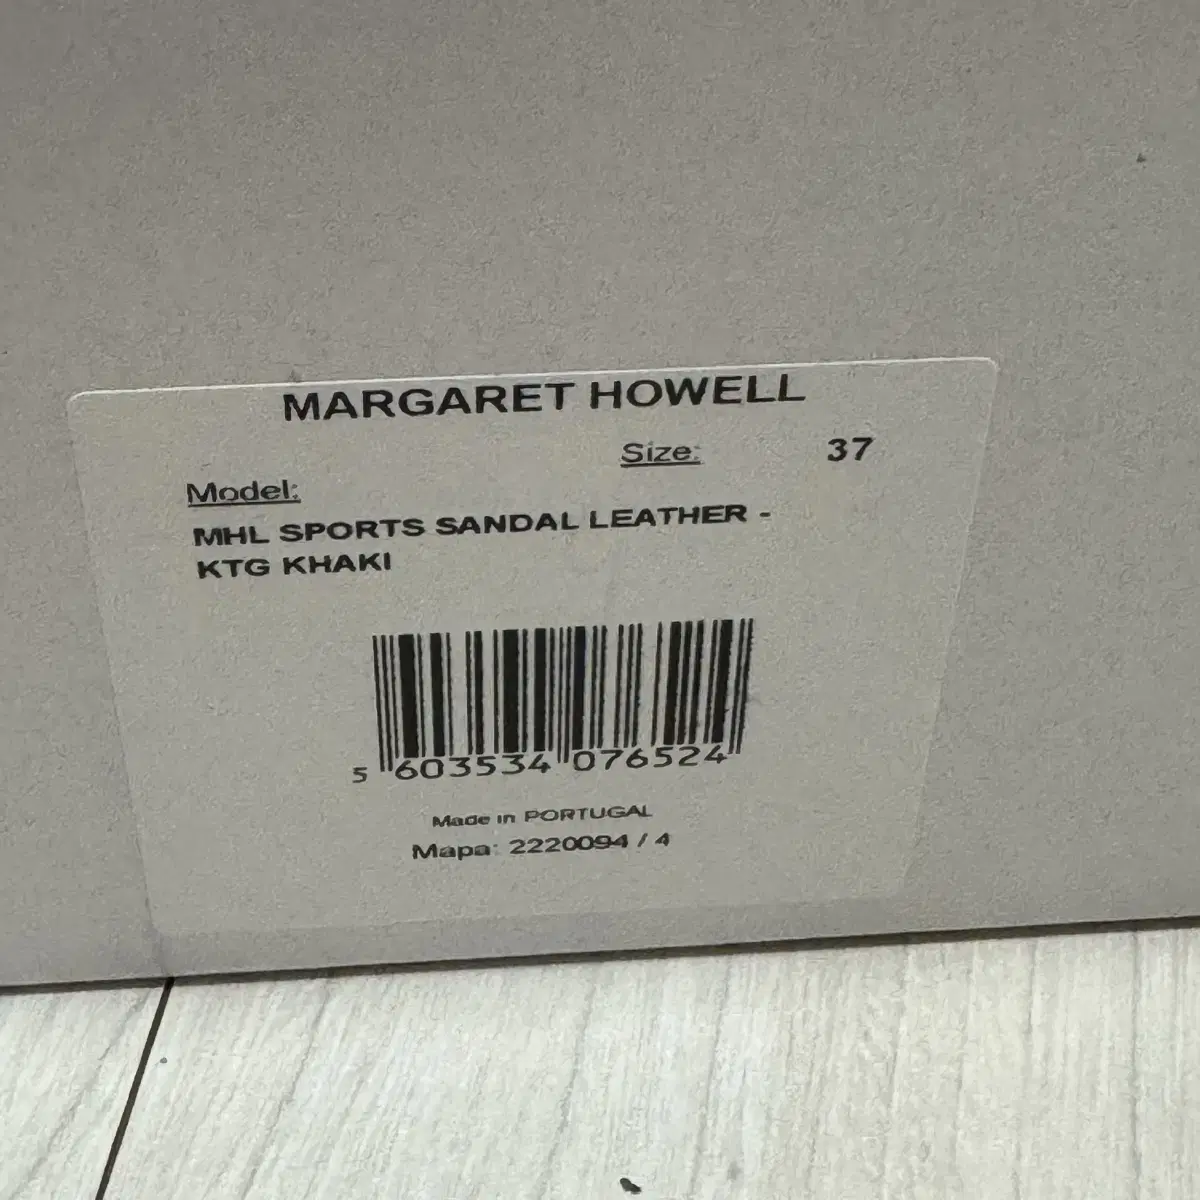 MARGARET HOWELL
Size: 37
Model:
MHL SPORTS SANDAL LEATHER -
KTG KHAKI
5 603534 076524
Made in PORTUGAL
Mapa: 2220094 / 4